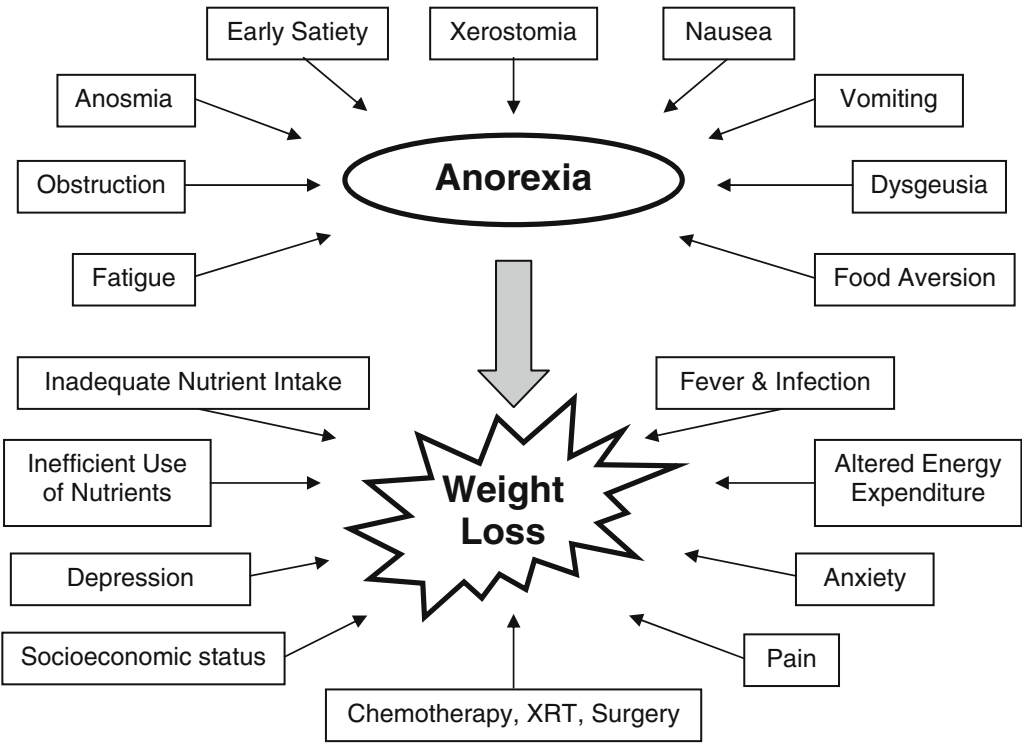 Early Satiety
Xerostomia
Nausea
Anosmia
Vomiting
Obstruction
Anorexia
Dysgeusia
Fatigue
Food Aversion
Inadequate Nutrient Intake
Fever & Infection
Inefficient Use
of Nutrients
Weight
Loss
Altered Energy
Expenditure
Depression
Anxiety
Socioeconomic status
Pain
Chemotherapy, XRT, Surgery